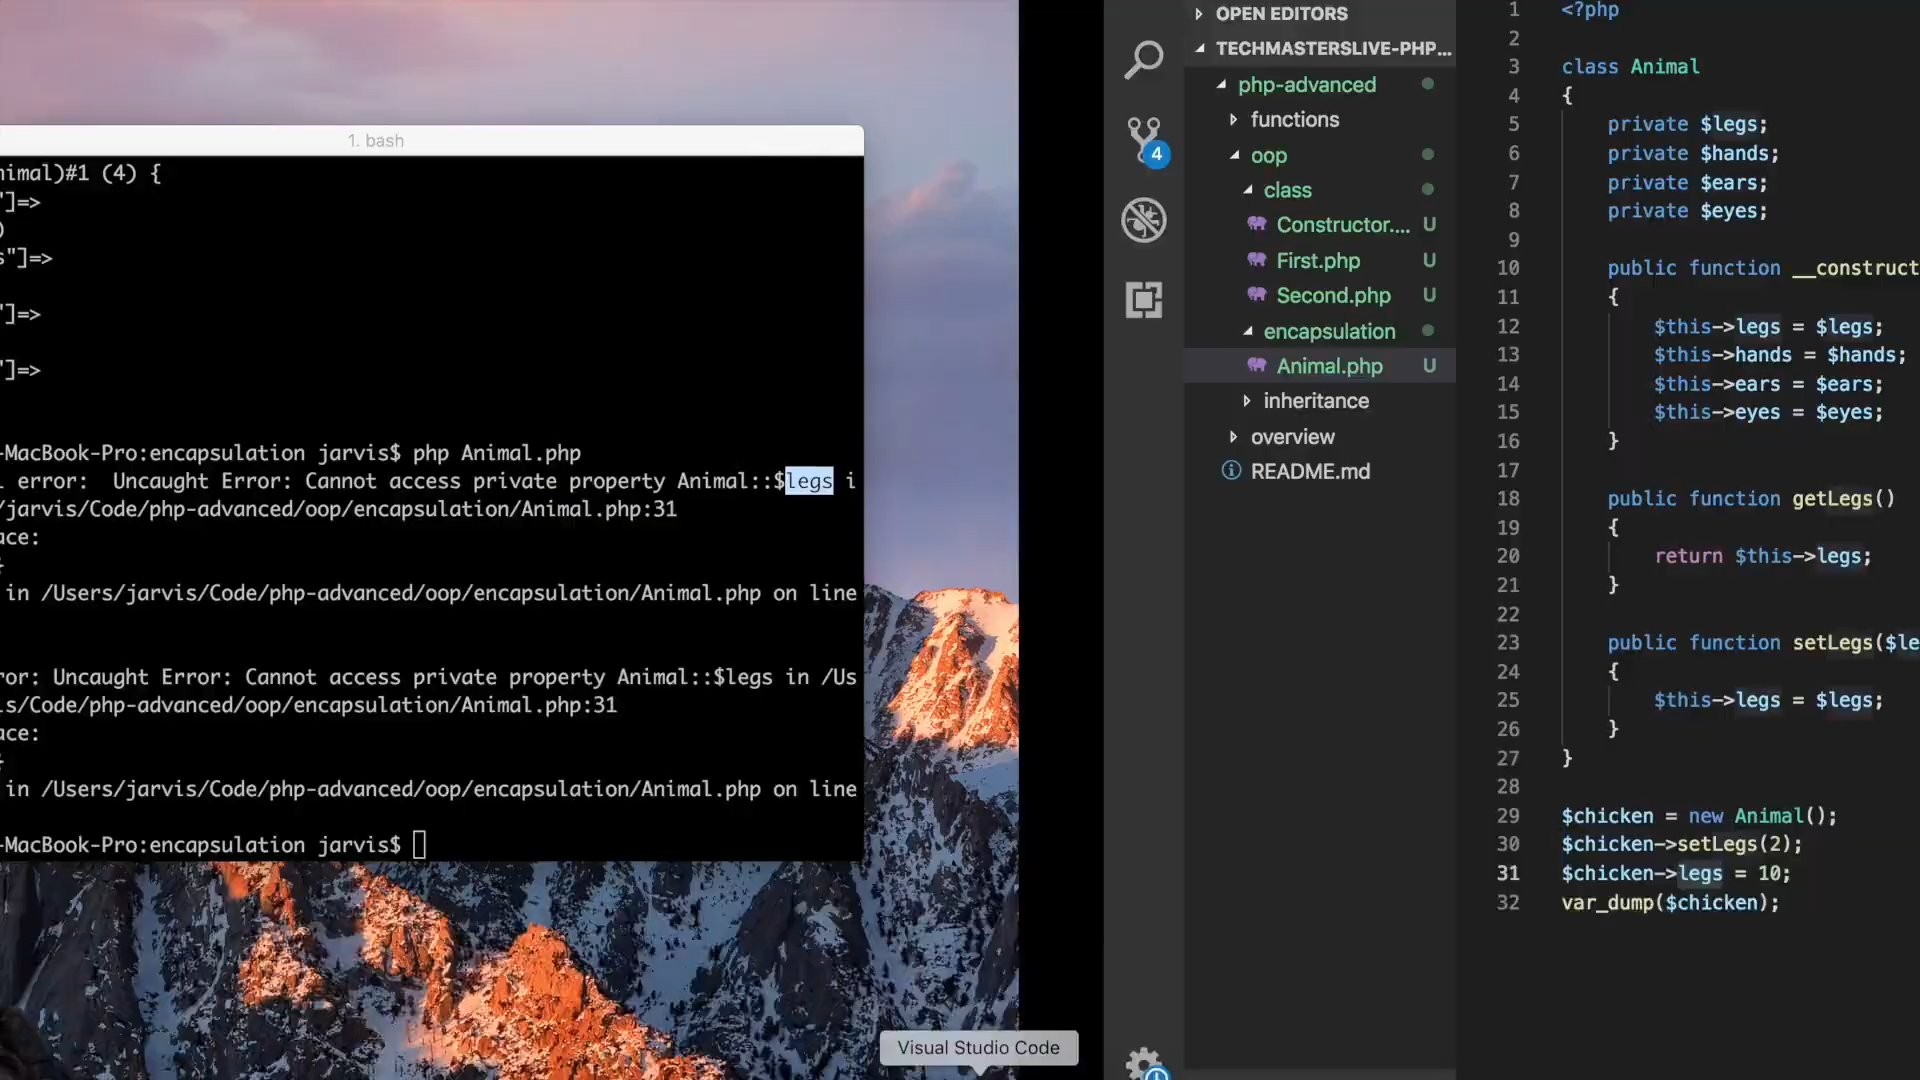 1. bash
nimal)#1 (4) {
"]=>
)
s"]=>
"]=>
"]=>
-MacBook-Pro:encapsulation jarvis$ php Animal.php
l error:  Uncaught Error: Cannot access private property Animal::$legs i
/jarvis/Code/php-advanced/oop/encapsulation/Animal.php:31
ace:
}
in /Users/jarvis/Code/php-advanced/oop/encapsulation/Animal.php on line
ror: Uncaught Error: Cannot access private property Animal::$legs in /Us
is/Code/php-advanced/oop/encapsulation/Animal.php:31
ace:
}
in /Users/jarvis/Code/php-advanced/oop/encapsulation/Animal.php on line
-MacBook-Pro:encapsulation jarvis$
Visual Studio Code
4
OPEN EDITORS
TECHMASTERSLIVE-PHP...
php-advanced
functions
oop
class
Constructor.... U
First.php U
Second.php U
encapsulation
Animal.php U
inheritance
overview
README.md
1 <?php
2
3 class Animal
4 {
5 private $legs;
6 private $hands;
7 private $ears;
8 private $eyes;
9
10 public function __construct
11 {
12 $this->legs = $legs;
13 $this->hands = $hands;
14 $this->ears = $ears;
15 $this->eyes = $eyes;
16 }
17
18 public function getLegs()
19 {
20 return $this->legs;
21 }
22
23 public function setLegs($le
24 {
25 $this->legs = $legs;
26 }
27 }
28
29 $chicken = new Animal();
30 $chicken->setLegs(2);
31 $chicken->legs = 10;
32 var_dump($chicken);